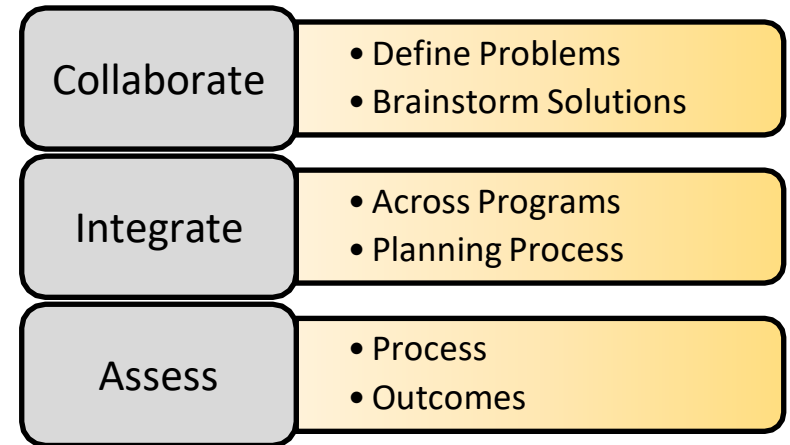 Collaborate
• Define Problems
• Brainstorm Solutions
Integrate
• Across Programs
• Planning Process
Assess
• Process
• Outcomes